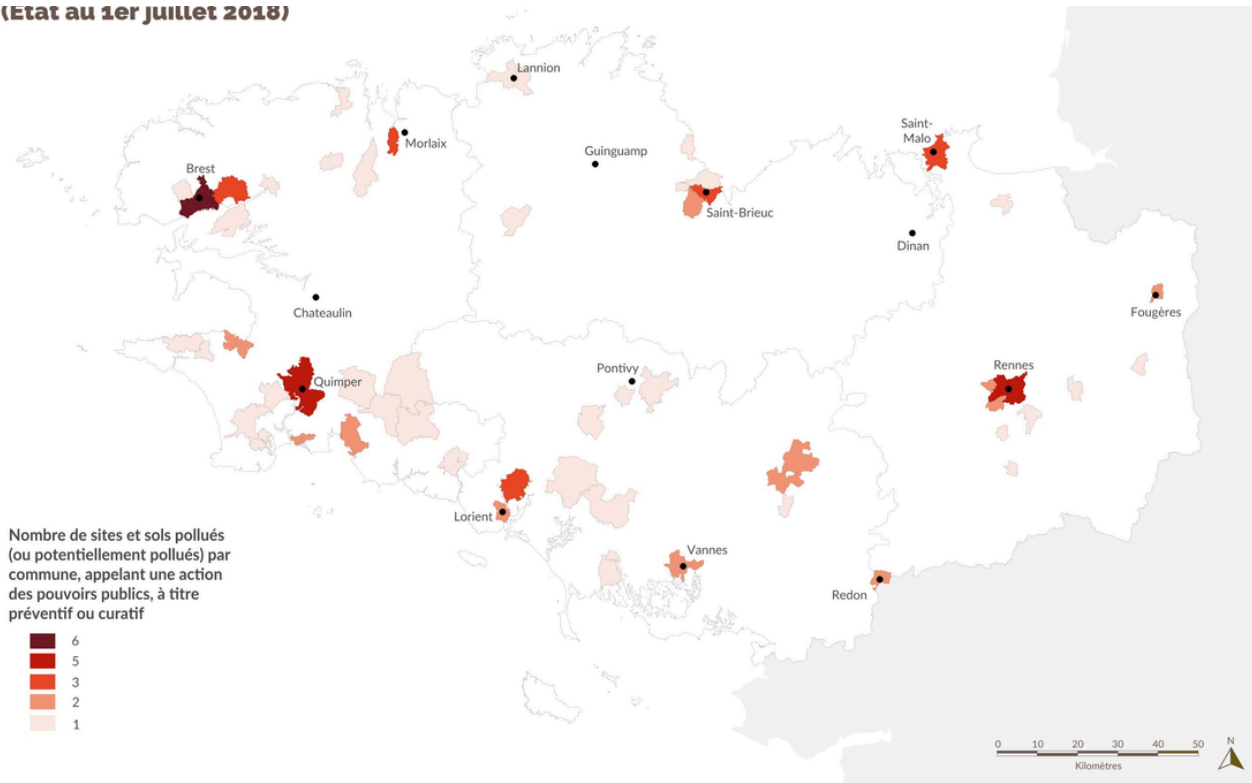 (État au 1er juillet 2018)
Lannion
Morlaix
Guingamp
Saint-
Malo
Brest
Saint-Brieuc
Dinan
Chateaulin
Fougères
Pontivy
Rennes
Quimper
Lorient
Vannes
Redon
Nombre de sites et sols pollués
(ou potentiellement pollués) par
commune, appelant une action
des pouvoirs publics, à titre
préventif ou curatif
6
5
3
2
1
0 10 20 30 40 50
Kilomètres
N